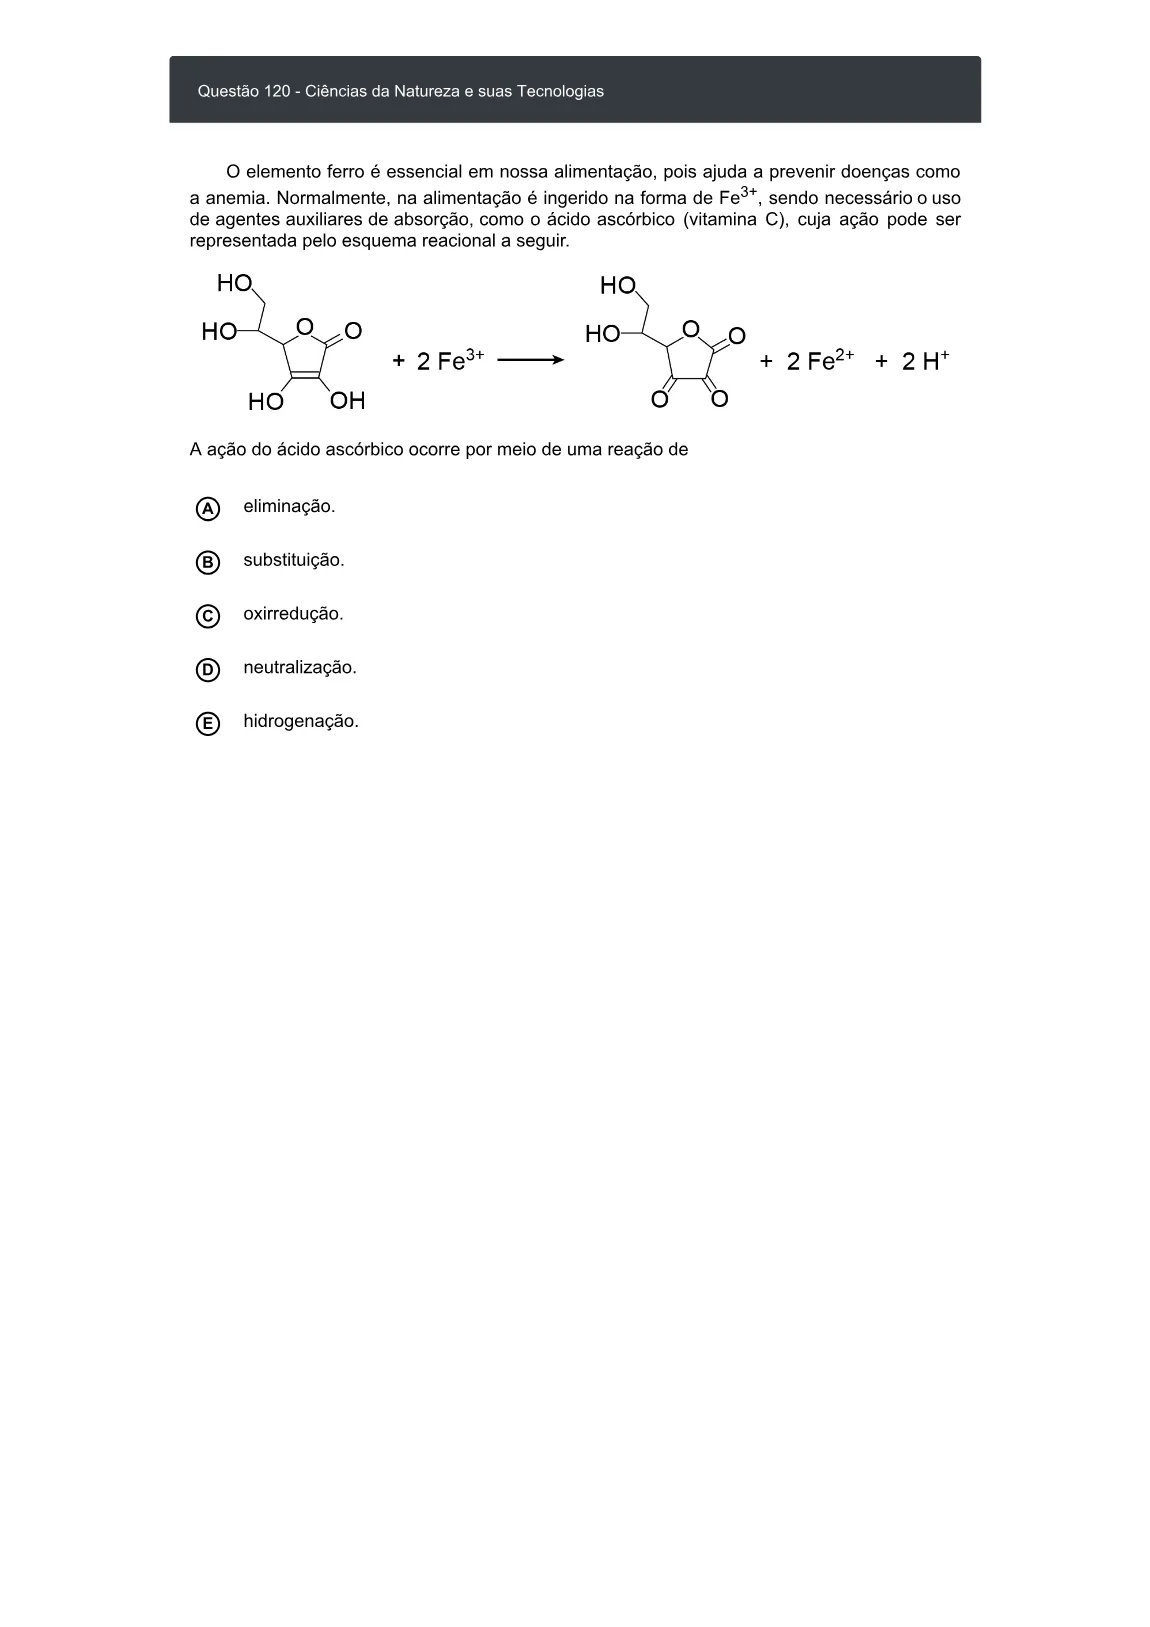 Questão 120 - Ciências da Natureza e suas Tecnologias
O elemento ferro é essencial em nossa alimentação, pois ajuda a prevenir doenças como
a anemia. Normalmente, na alimentação é ingerido na forma de Fe³⁺, sendo necessário o uso
de agentes auxiliares de absorção, como o ácido ascórbico (vitamina C), cuja ação pode ser
representada pelo esquema reacional a seguir.
HO HO O O HO OH + 2 Fe³⁺ ⟶ HO HO O O O O + 2 Fe²⁺ + 2 H⁺
A ação do ácido ascórbico ocorre por meio de uma reação de
A eliminação.
B substituição.
C oxirredução.
D neutralização.
E hidrogenação.